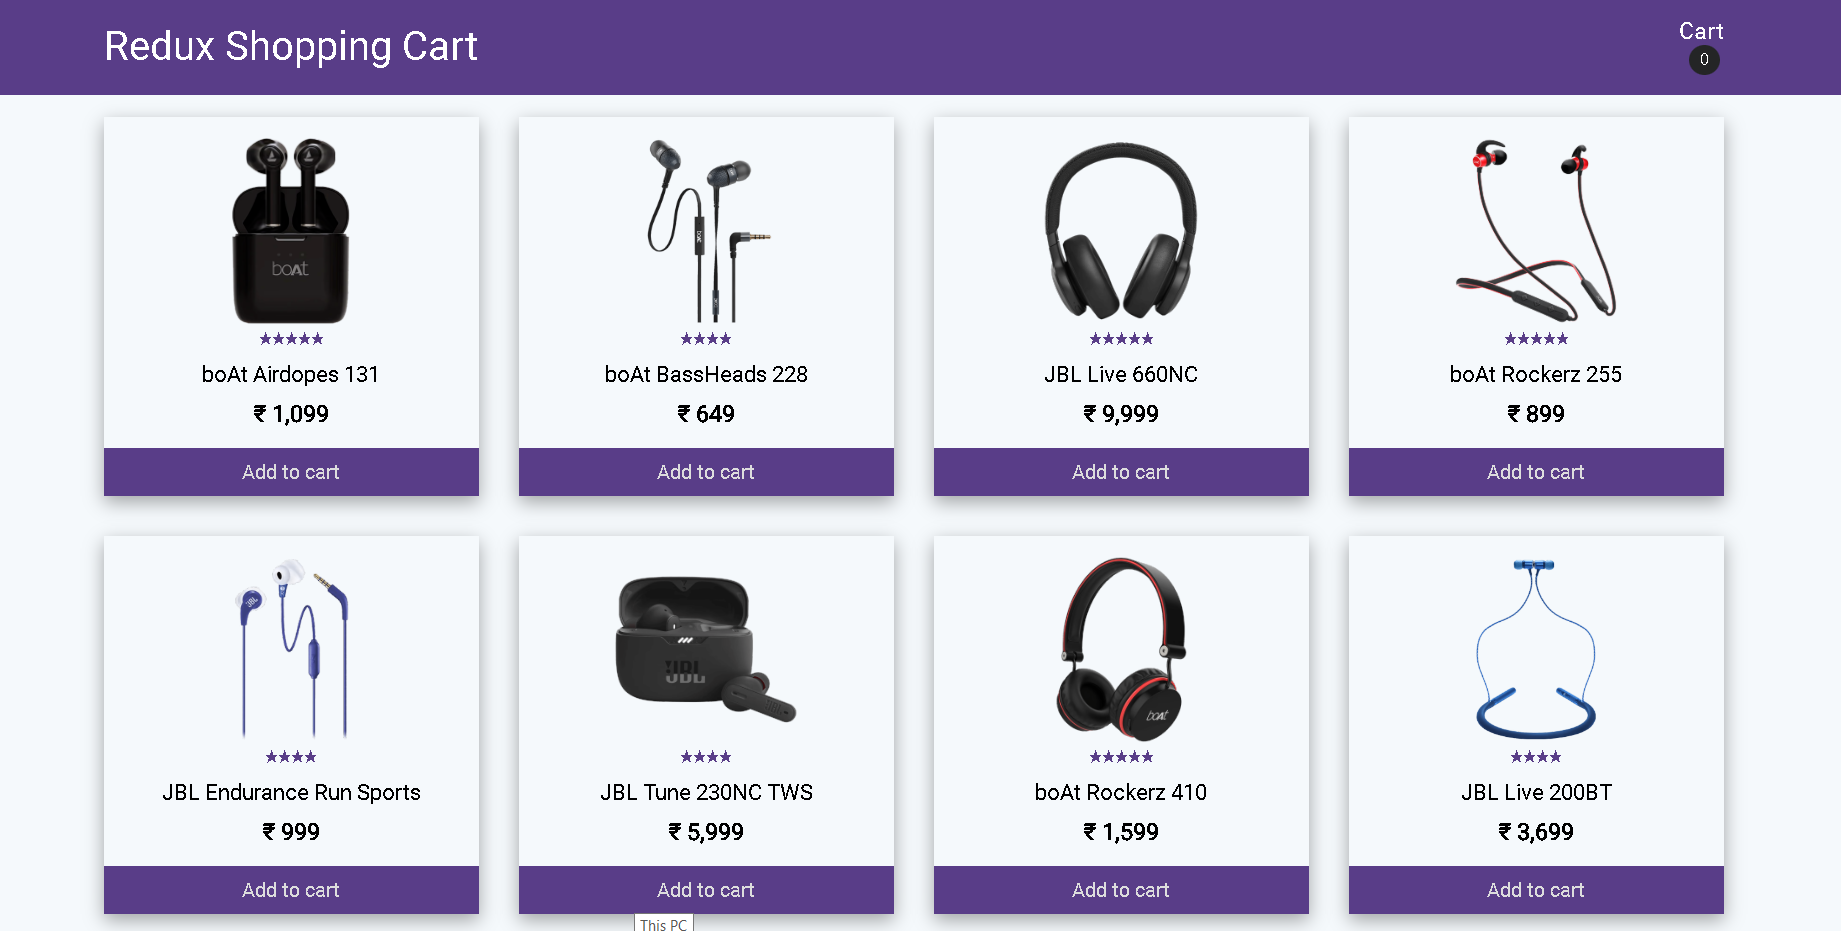 Redux Shopping Cart
Cart
0
boAt
boAt
boAt Airdopes 131
₹ 1,099
Add to cart
boAt BassHeads 228
₹ 649
Add to cart
JBL Live 660NC
₹ 9,999
Add to cart
boAt Rockerz 255
₹ 899
Add to cart
JBL
JBL
boAt
JBL Endurance Run Sports
₹ 999
Add to cart
JBL Tune 230NC TWS
₹ 5,999
Add to cart
boAt Rockerz 410
₹ 1,599
Add to cart
JBL Live 200BT
₹ 3,699
Add to cart
This PC